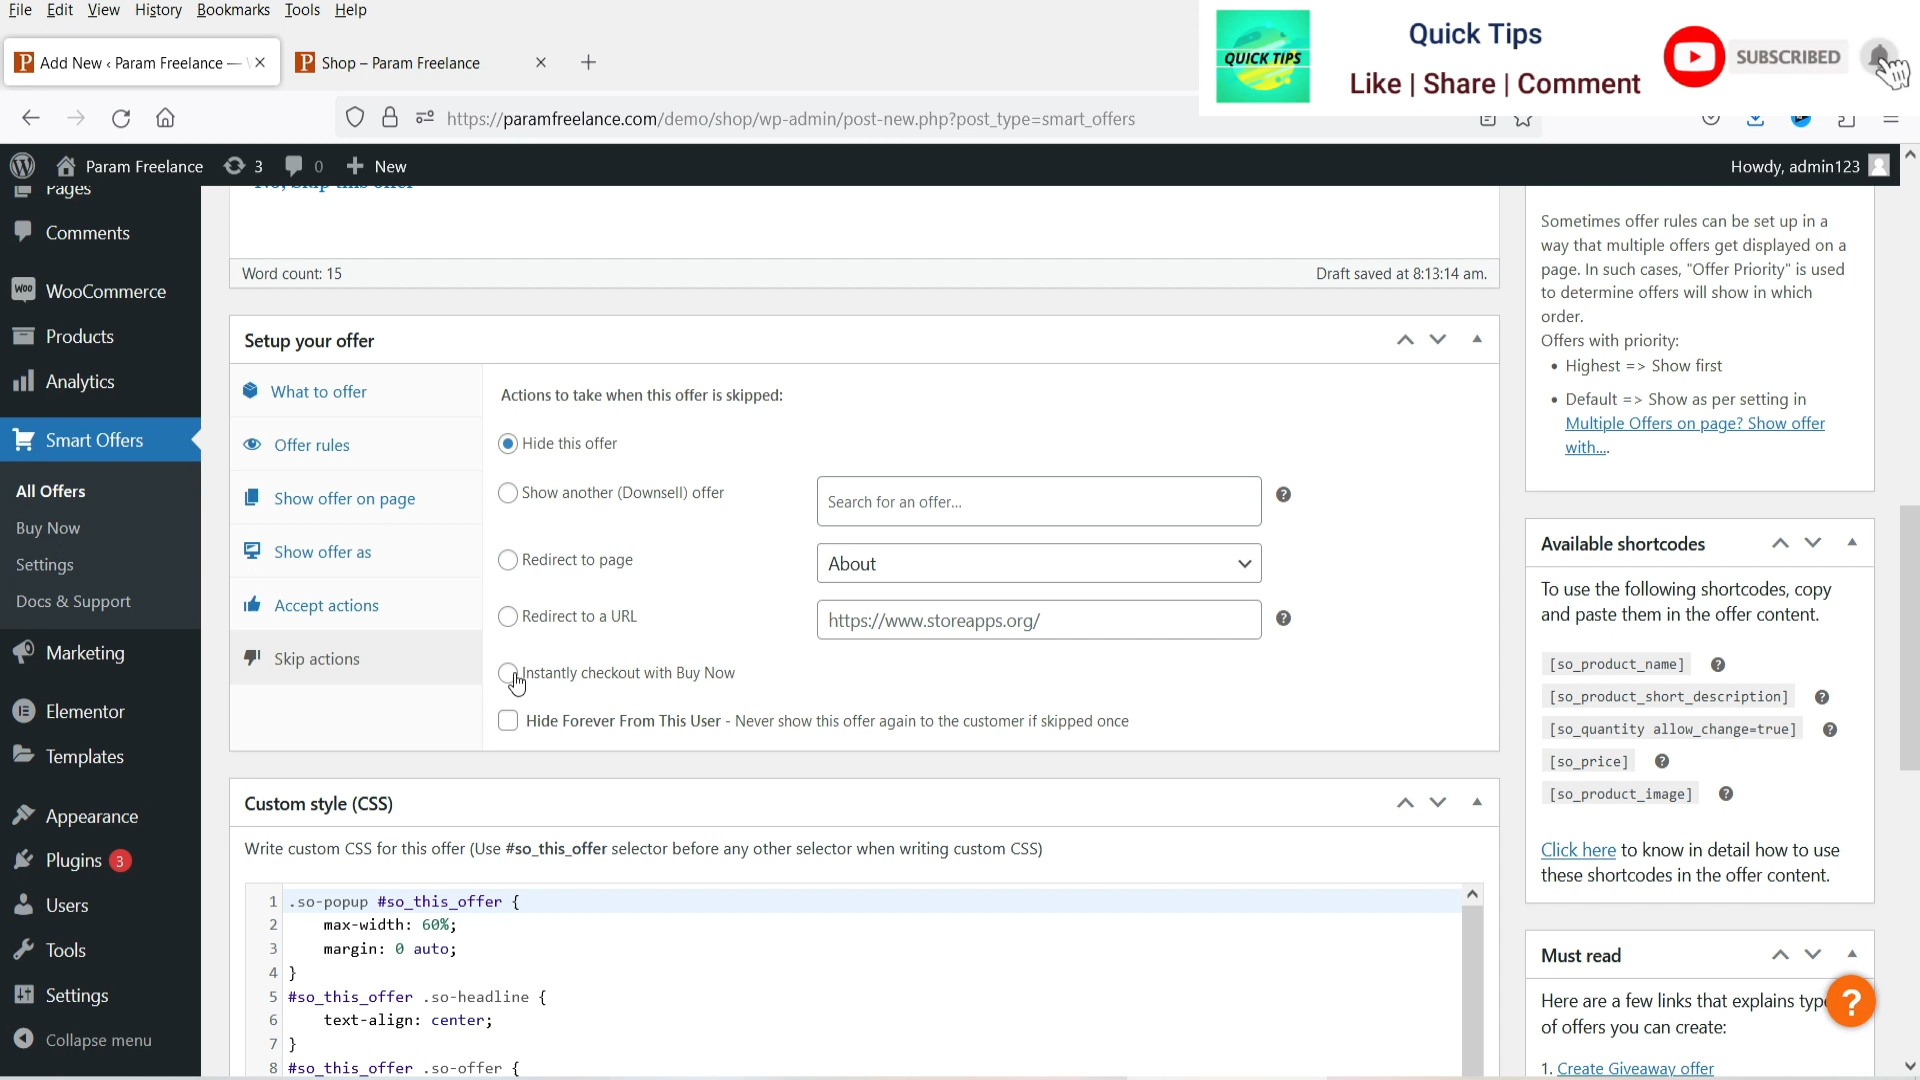 File Edit View History Bookmarks Tools Help
QUICK TIPS
Quick Tips
Like | Share | Comment
SUBSCRIBED
Add New ‹ Param Freelance —
Shop – Param Freelance
https://paramfreelance.com/demo/shop/wp-admin/post-new.php?post_type=smart_offers
Param Freelance 3 0 New
Howdy, admin123
Pages
Comments
WooCommerce
Products
Analytics
Smart Offers
All Offers
Buy Now
Settings
Docs & Support
Marketing
Elementor
Templates
Appearance
Plugins 3
Users
Tools
Settings
Collapse menu
No, Skip this offer
Word count: 15
Draft saved at 8:13:14 am.
Setup your offer
What to offer
Offer rules
Show offer on page
Show offer as
Accept actions
Skip actions
Actions to take when this offer is skipped:
Hide this offer
Show another (Downsell) offer
Search for an offer...
Redirect to page
About
Redirect to a URL
https://www.storeapps.org/
Instantly checkout with Buy Now
Hide Forever From This User - Never show this offer again to the customer if skipped once
Custom style (CSS)
Write custom CSS for this offer (Use #so_this_offer selector before any other selector when writing custom CSS)
1 .so-popup #so_this_offer {
2 max-width: 60%;
3 margin: 0 auto;
4 }
5 #so_this_offer .so-headline {
6 text-align: center;
7 }
8 #so_this_offer .so-offer {
Sometimes offer rules can be set up in a
way that multiple offers get displayed on a
page. In such cases, "Offer Priority" is used
to determine offers will show in which
order.
Offers with priority:
• Highest => Show first
• Default => Show as per setting in
Multiple Offers on page? Show offer
with....
Available shortcodes
To use the following shortcodes, copy
and paste them in the offer content.
[so_product_name]
[so_product_short_description]
[so_quantity allow_change=true]
[so_price]
[so_product_image]
Click here to know in detail how to use
these shortcodes in the offer content.
Must read
Here are a few links that explains
of offers you can create:
1. Create Giveaway offer